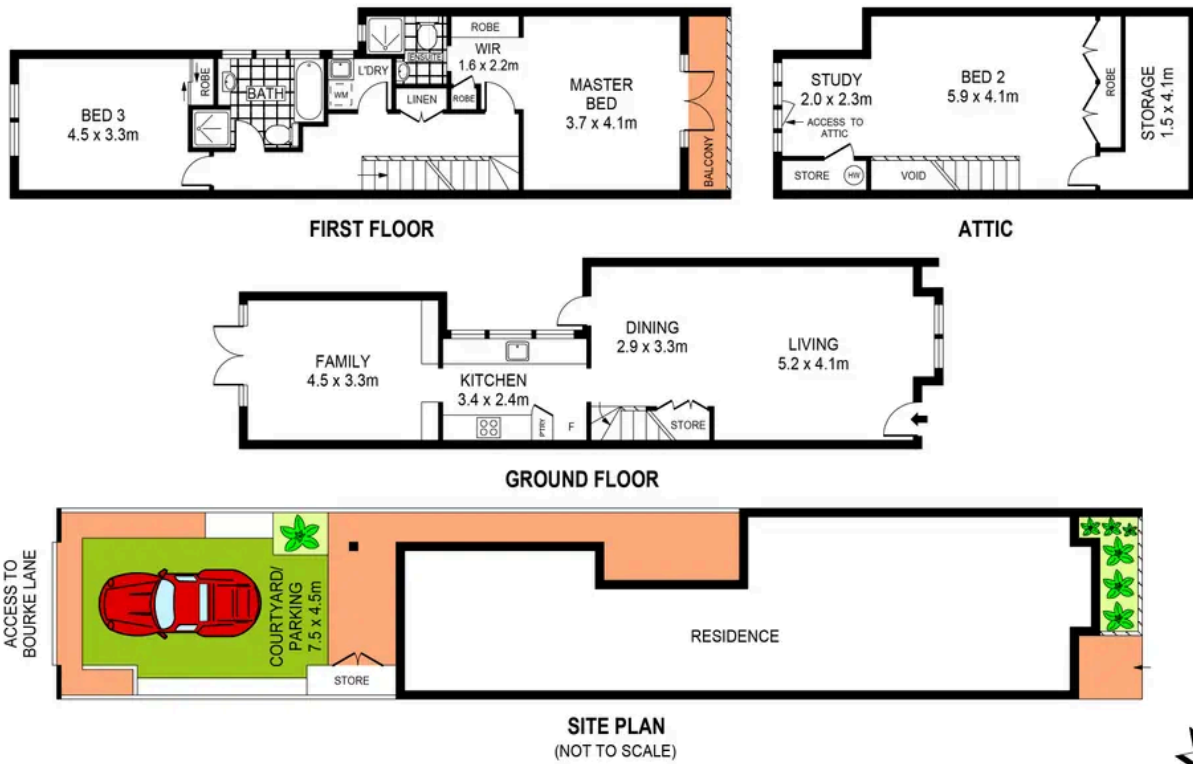 ROBE
WIR
1.6 x 2.2m
ENSUITE
L'DRY
WM
ROBE
BATH
LINEN
ROBE
BED 3
4.5 x 3.3m
MASTER
BED
3.7 x 4.1m
BALCONY
FIRST FLOOR
STUDY
2.0 x 2.3m
ACCESS TO
ATTIC
BED 2
5.9 x 4.1m
ROBE
STORAGE
1.5 x 4.1m
STORE
HW
VOID
ATTIC
FAMILY
4.5 x 3.3m
KITCHEN
3.4 x 2.4m
PTRY
F
DINING
2.9 x 3.3m
LIVING
5.2 x 4.1m
STORE
GROUND FLOOR
ACCESS TO
BOURKE LANE
COURTYARD/
PARKING
7.5 x 4.5m
STORE
RESIDENCE
SITE PLAN
(NOT TO SCALE)